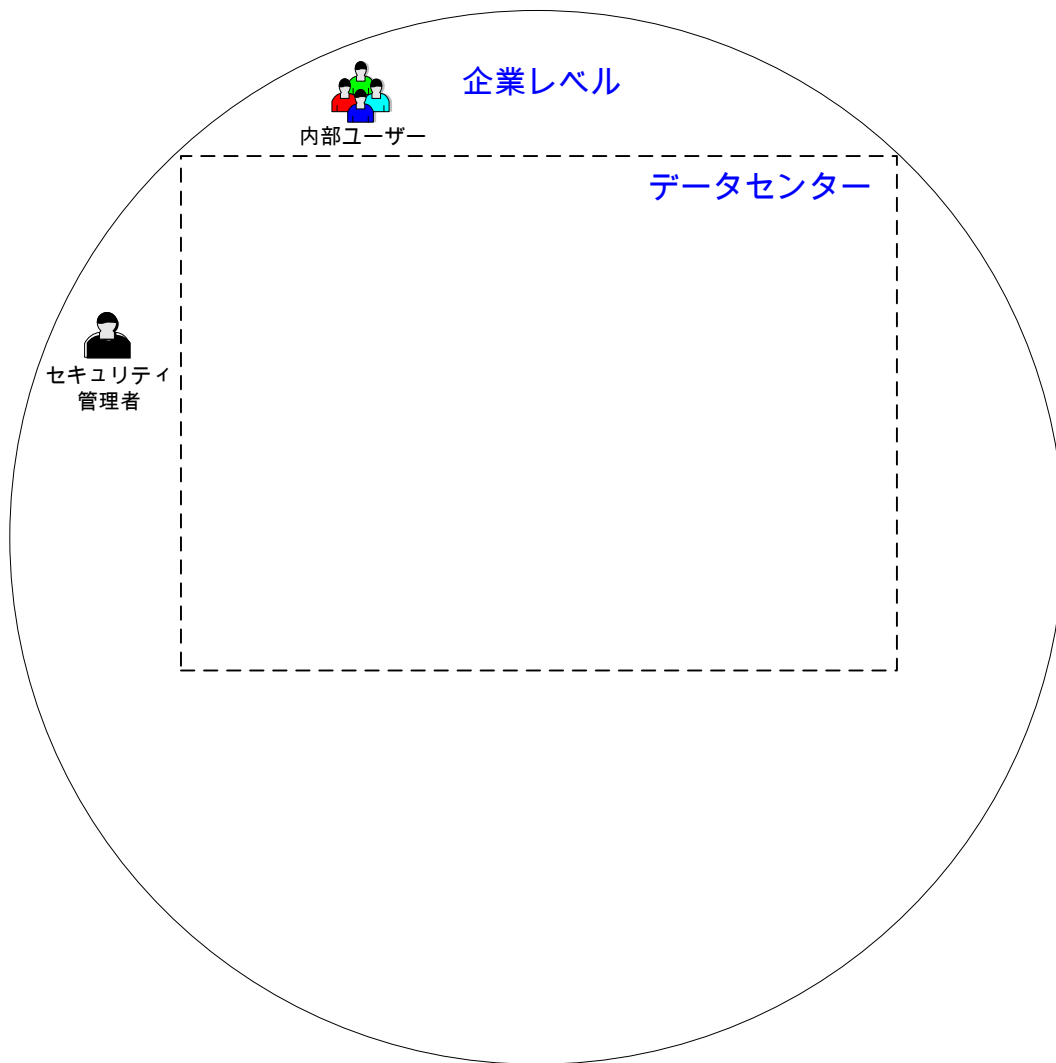 企業レベル
内部ユーザー
データセンター
セキュリティ
管理者